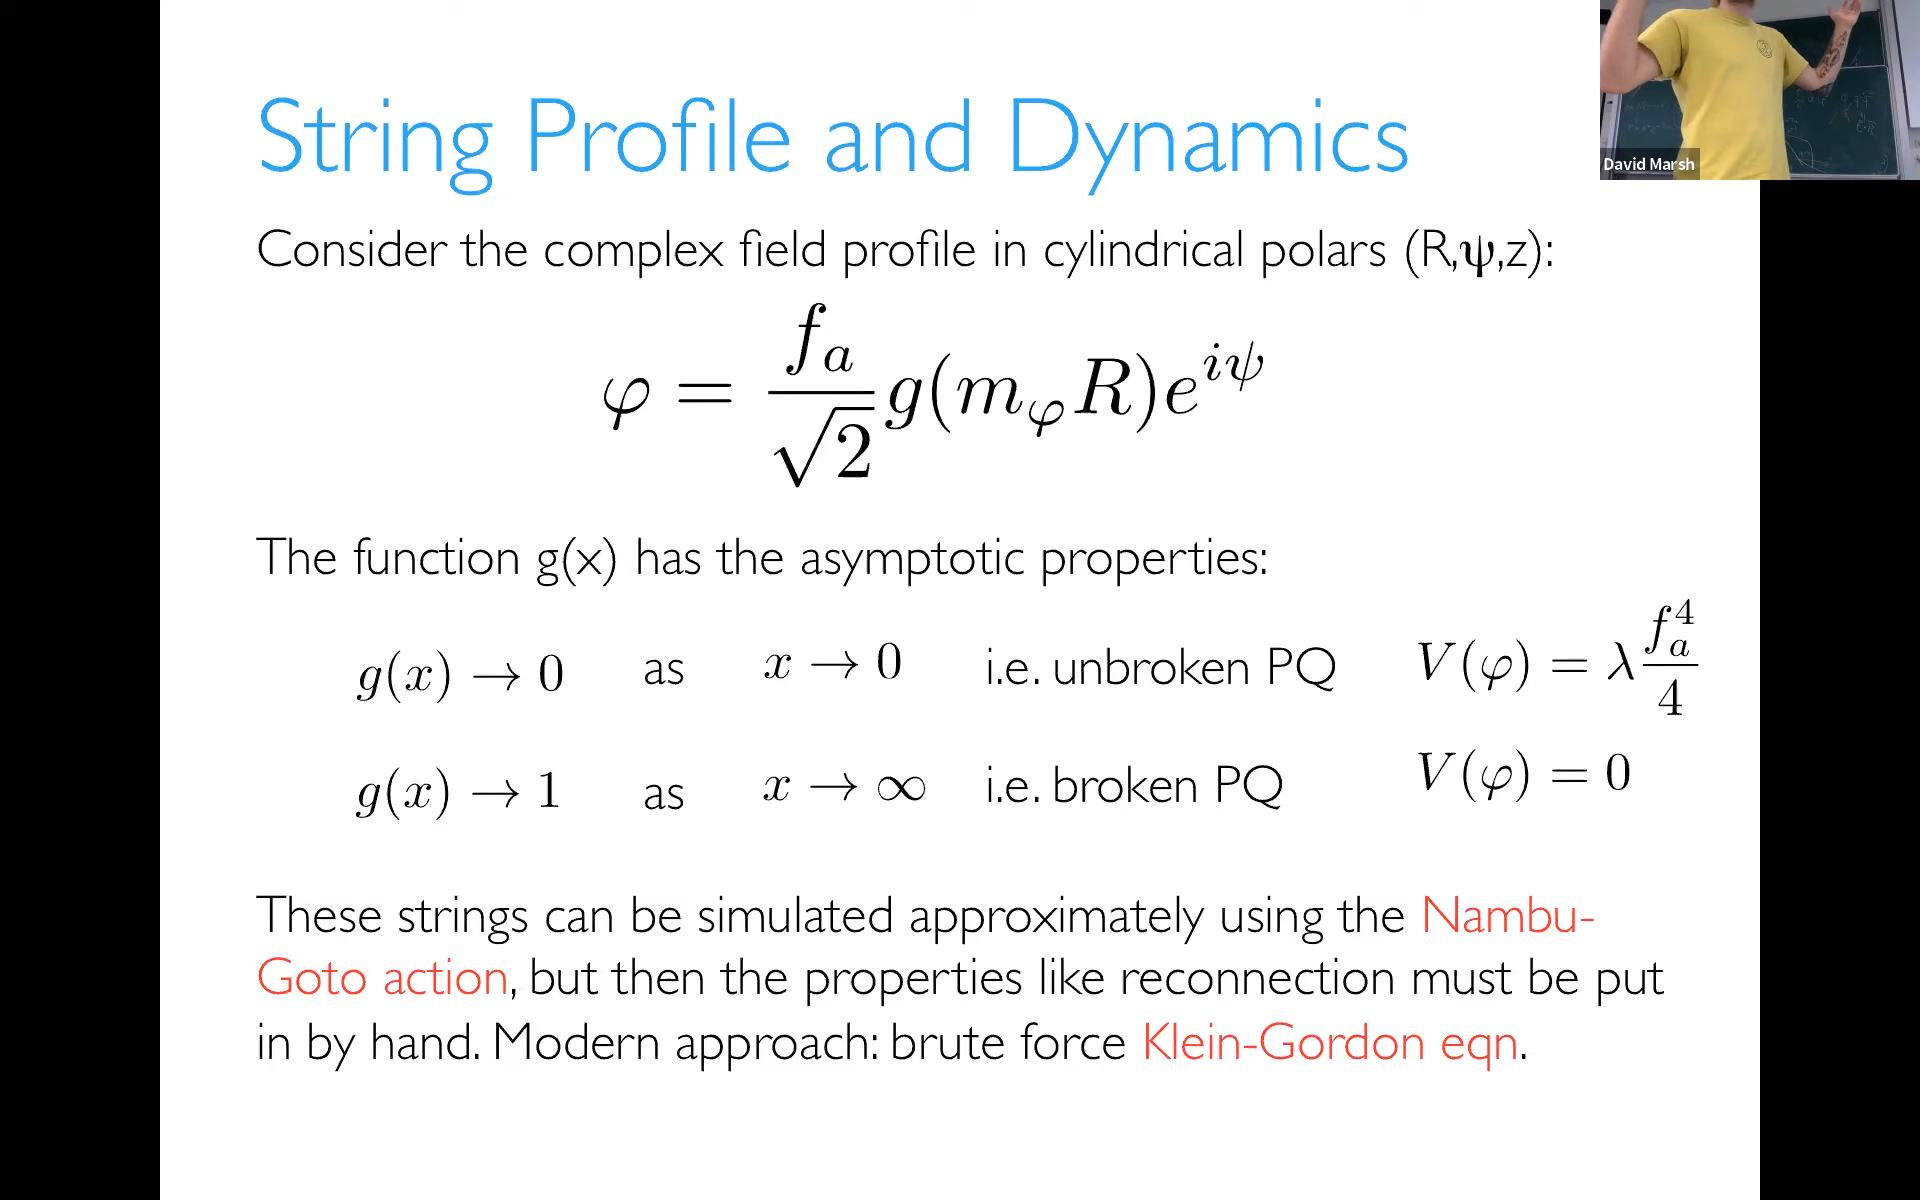 String Profile and Dynamics
David Marsh
Consider the complex field profile in cylindrical polars (R,ψ,z):
φ = f_a/√2 g(m_φ R)e^{iψ}
The function g(x) has the asymptotic properties:
g(x) → 0 as x → 0 i.e. unbroken PQ V(φ) = λ f_a^4/4
g(x) → 1 as x → ∞ i.e. broken PQ V(φ) = 0
These strings can be simulated approximately using the Nambu-
Goto action, but then the properties like reconnection must be put
in by hand. Modern approach: brute force Klein-Gordon eqn.